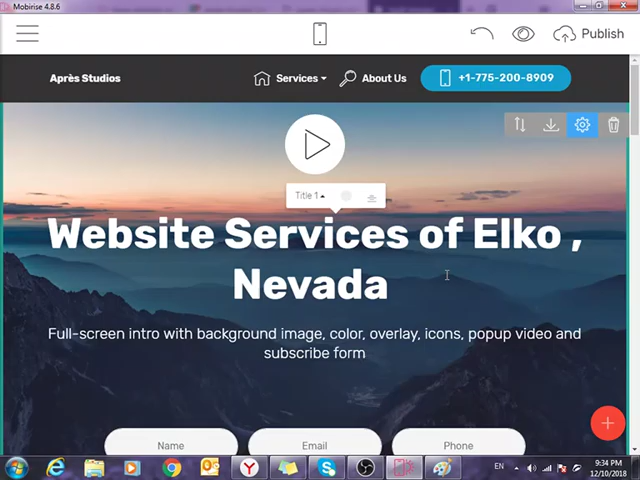 Mobirise 4.8.6
Publish
Après Studios
Services
About Us
+1-775-200-8909
Title 1
Website Services of Elko ,
Nevada
Full-screen intro with background image, color, overlay, icons, popup video and
subscribe form
Name
Email
Phone
EN
9:34 PM
12/10/2018